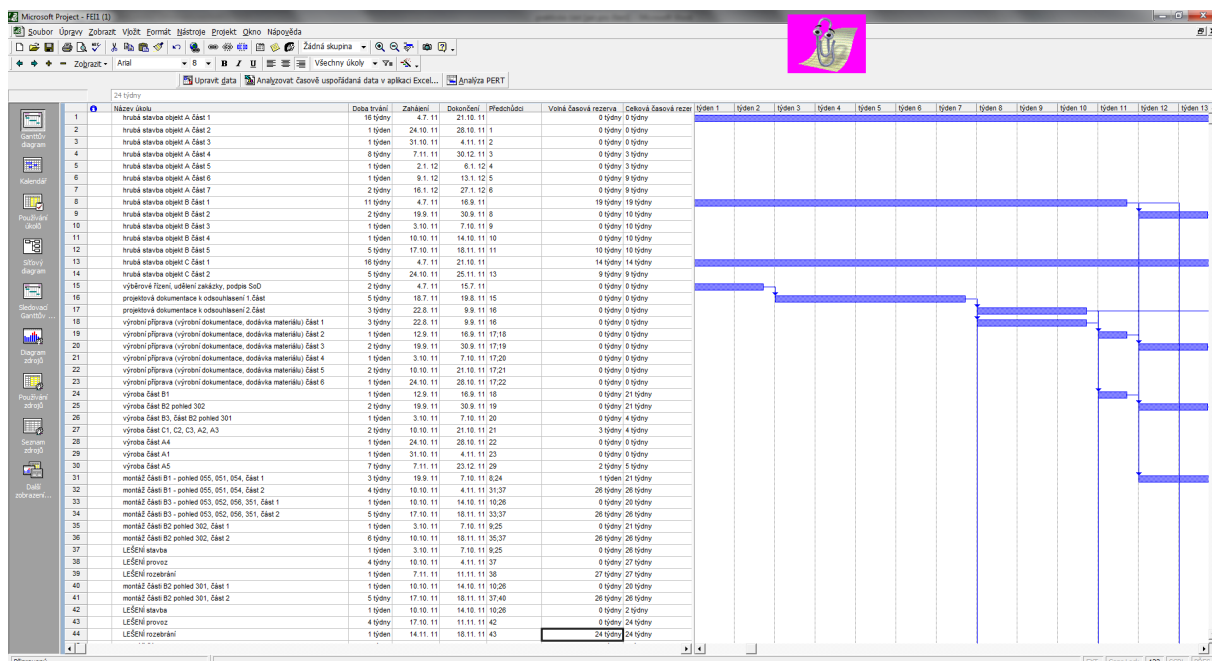 Microsoft Project - FEI1 (1)
Soubor Úpravy Zobrazit Vložit Formát Nástroje Projekt Okno Nápověda
Žádná skupina
Zobrazit Arial 8 B I U Všechny úkoly
Upravit data Analyzovat časově uspořádaná data v aplikaci Excel... Analýza PERT
24 týdny
Název úkolu Doba trvání Zahájení Dokončení Předchůdci Volná časová rezerva Celková časová rezer týden 1 týden 2 týden 3 týden 4 týden 5 týden 6 týden 7 týden 8 týden 9 týden 10 týden 11 týden 12 týden 13
1 hrubá stavba objekt A část 1 16 týdny 4.7. 11 21.10. 11 0 týdny 0 týdny
2 hrubá stavba objekt A část 2 1 týden 24.10. 11 28.10. 11 1 0 týdny 0 týdny
3 hrubá stavba objekt A část 3 1 týden 31.10. 11 4.11. 11 2 0 týdny 0 týdny
4 hrubá stavba objekt A část 4 8 týdny 7.11. 11 30.12. 11 3 0 týdny 3 týdny
5 hrubá stavba objekt A část 5 1 týden 2.1. 12 6.1. 12 4 0 týdny 3 týdny
6 hrubá stavba objekt A část 6 1 týden 9.1. 12 13.1. 12 5 0 týdny 9 týdny
7 hrubá stavba objekt A část 7 2 týdny 16.1. 12 27.1. 12 6 0 týdny 9 týdny
8 hrubá stavba objekt B část 1 11 týdny 4.7. 11 16.9. 11 19 týdny 19 týdny
9 hrubá stavba objekt B část 2 2 týdny 19.9. 11 30.9. 11 8 0 týdny 10 týdny
10 hrubá stavba objekt B část 3 1 týden 3.10. 11 7.10. 11 9 0 týdny 10 týdny
11 hrubá stavba objekt B část 4 1 týden 10.10. 11 14.10. 11 10 0 týdny 10 týdny
12 hrubá stavba objekt B část 5 5 týdny 17.10. 11 18.11. 11 11 10 týdny 10 týdny
13 hrubá stavba objekt C část 1 16 týdny 4.7. 11 21.10. 11 14 týdny 14 týdny
14 hrubá stavba objekt C část 2 5 týdny 24.10. 11 25.11. 11 13 9 týdny 9 týdny
15 výběrové řízení, udělení zakázky, podpis SoD 2 týdny 4.7. 11 15.7. 11 0 týdny 0 týdny
16 projektová dokumentace k odsouhlasení 1.část 5 týdny 18.7. 11 19.8. 11 15 0 týdny 0 týdny
17 projektová dokumentace k odsouhlasení 2.část 3 týdny 22.8. 11 9.9. 11 16 0 týdny 0 týdny
18 výrobní příprava (výrobní dokumentace, dodávka materiálu) část 1 3 týdny 22.8. 11 9.9. 11 16 0 týdny 0 týdny
19 výrobní příprava (výrobní dokumentace, dodávka materiálu) část 2 1 týden 12.9. 11 16.9. 11 17;18 0 týdny 0 týdny
20 výrobní příprava (výrobní dokumentace, dodávka materiálu) část 3 2 týdny 19.9. 11 30.9. 11 17;19 0 týdny 0 týdny
21 výrobní příprava (výrobní dokumentace, dodávka materiálu) část 4 1 týden 3.10. 11 7.10. 11 17;20 0 týdny 0 týdny
22 výrobní příprava (výrobní dokumentace, dodávka materiálu) část 5 2 týdny 10.10. 11 21.10. 11 17;21 0 týdny 0 týdny
23 výrobní příprava (výrobní dokumentace, dodávka materiálu) část 6 1 týden 24.10. 11 28.10. 11 17;22 0 týdny 0 týdny
24 výroba část B1 1 týden 12.9. 11 16.9. 11 18 0 týdny 21 týdny
25 výroba část B2 pohled 302 2 týdny 19.9. 11 30.9. 11 19 0 týdny 21 týdny
26 výroba část B3, část B2 pohled 301 1 týden 3.10. 11 7.10. 11 20 0 týdny 4 týdny
27 výroba část C1, C2, C3, A2, A3 2 týdny 10.10. 11 21.10. 11 21 3 týdny 4 týdny
28 výroba část A4 1 týden 24.10. 11 28.10. 11 22 0 týdny 0 týdny
29 výroba část A1 1 týden 31.10. 11 4.11. 11 23 0 týdny 0 týdny
30 výroba část A5 7 týdny 7.11. 11 23.12. 11 29 2 týdny 5 týdny
31 montáž části B1 - pohled 055, 051, 054, část 1 3 týdny 19.9. 11 7.10. 11 8;24 1 týden 21 týdny
32 montáž části B1 - pohled 055, 051, 054, část 2 4 týdny 10.10. 11 4.11. 11 31;37 26 týdny 26 týdny
33 montáž části B3 - pohled 053, 052, 056, 351, část 1 1 týden 10.10. 11 14.10. 11 10;26 0 týdny 20 týdny
34 montáž části B3 - pohled 053, 052, 056, 351, část 2 5 týdny 17.10. 11 18.11. 11 33;37 26 týdny 26 týdny
35 montáž části B2 pohled 302, část 1 1 týden 3.10. 11 7.10. 11 9;25 0 týdny 21 týdny
36 montáž části B2 pohled 302, část 2 6 týdny 10.10. 11 18.11. 11 35;37 26 týdny 26 týdny
37 LEŠENÍ stavba 1 týden 3.10. 11 7.10. 11 9;25 0 týdny 26 týdny
38 LEŠENÍ provoz 4 týdny 10.10. 11 4.11. 11 37 0 týdny 27 týdny
39 LEŠENÍ rozebrání 1 týden 7.11. 11 11.11. 11 38 27 týdny 27 týdny
40 montáž části B2 pohled 301, část 1 1 týden 10.10. 11 14.10. 11 10;26 0 týdny 20 týdny
41 montáž části B2 pohled 301, část 2 5 týdny 17.10. 11 18.11. 11 37;40 26 týdny 26 týdny
42 LEŠENÍ stavba 1 týden 10.10. 11 14.10. 11 10;26 0 týdny 2 týdny
43 LEŠENÍ provoz 4 týdny 17.10. 11 11.11. 11 42 0 týdny 24 týdny
44 LEŠENÍ rozebrání 1 týden 14.11. 11 18.11. 11 43 24 týdny 24 týdny
Ganttův diagram
Kalendář
Používání úkolů
Síťový diagram
Sledovací Ganttův ...
Diagram zdrojů
Používání zdrojů
Seznam zdrojů
Další zobrazení...